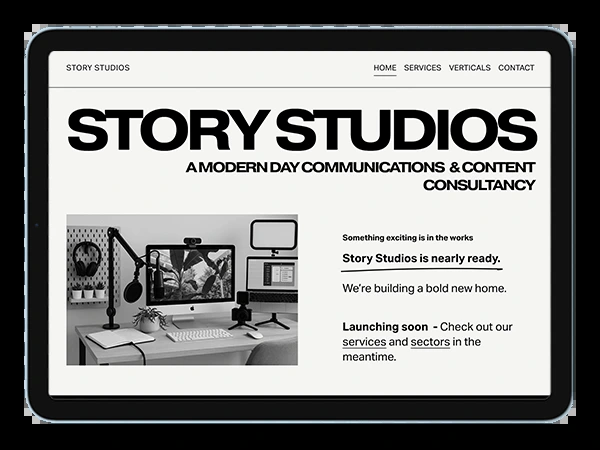 STORY STUDIOS
HOME SERVICES VERTICALS CONTACT
STORY STUDIOS
A MODERN DAY COMMUNICATIONS & CONTENT
CONSULTANCY
Something exciting is in the works
Story Studios is nearly ready.
We're building a bold new home.
Launching soon - Check out our
services and sectors in the
meantime.